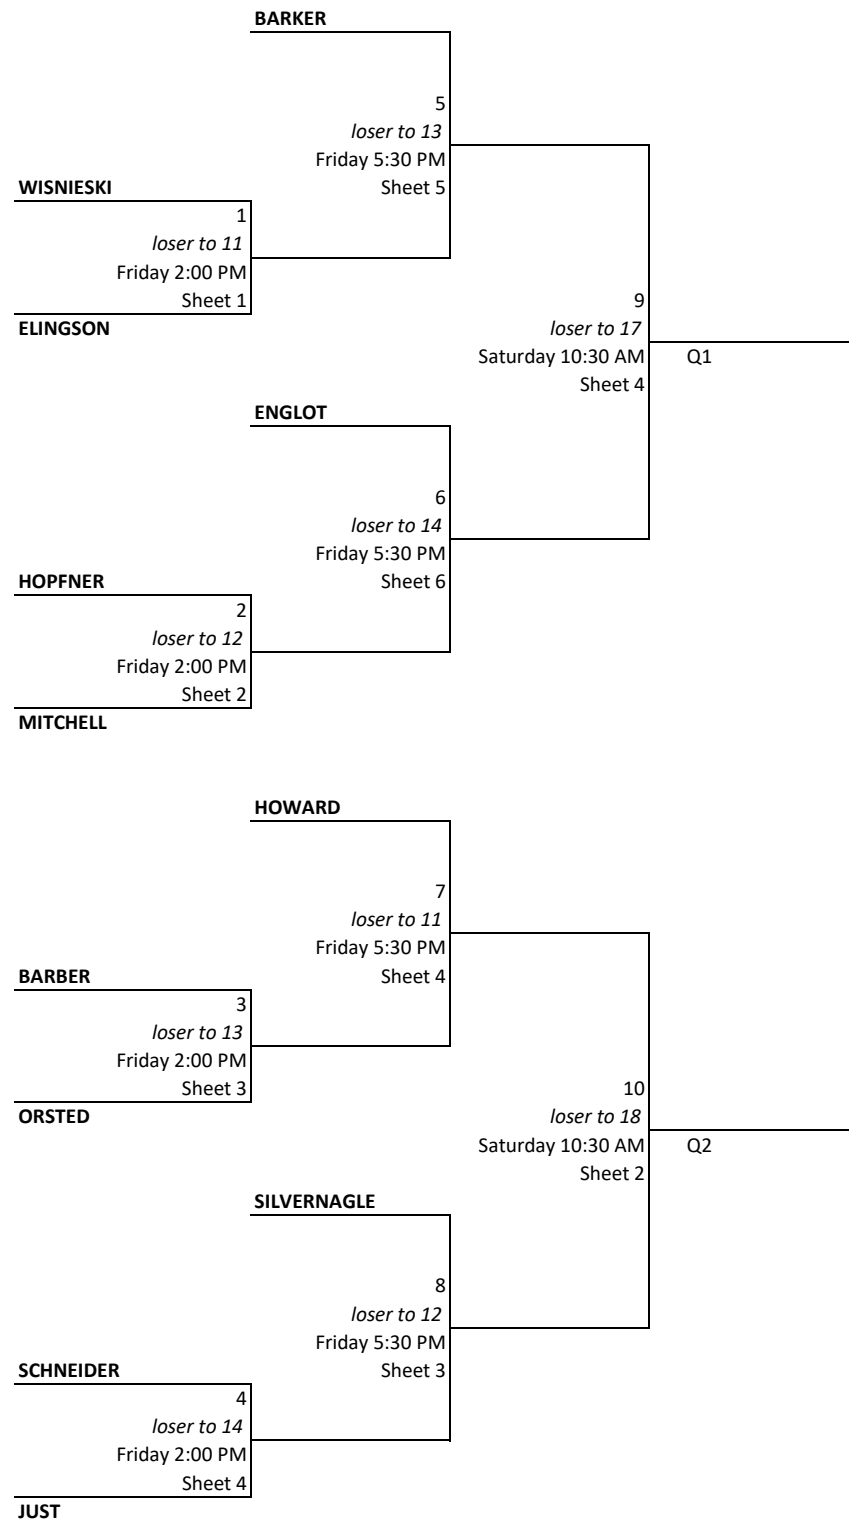 BARKER
5
loser to 13
Friday 5:30 PM
Sheet 5
WISNIESKI
1
loser to 11
Friday 2:00 PM
Sheet 1
ELINGSON
9
loser to 17
Saturday 10:30 AM
Q1
Sheet 4
ENGLOT
6
loser to 14
Friday 5:30 PM
Sheet 6
HOPFNER
2
loser to 12
Friday 2:00 PM
Sheet 2
MITCHELL
HOWARD
7
loser to 11
Friday 5:30 PM
Sheet 4
BARBER
3
loser to 13
Friday 2:00 PM
Sheet 3
ORSTED
10
loser to 18
Saturday 10:30 AM
Q2
Sheet 2
SILVERNAGLE
8
loser to 12
Friday 5:30 PM
Sheet 3
SCHNEIDER
4
loser to 14
Friday 2:00 PM
Sheet 4
JUST